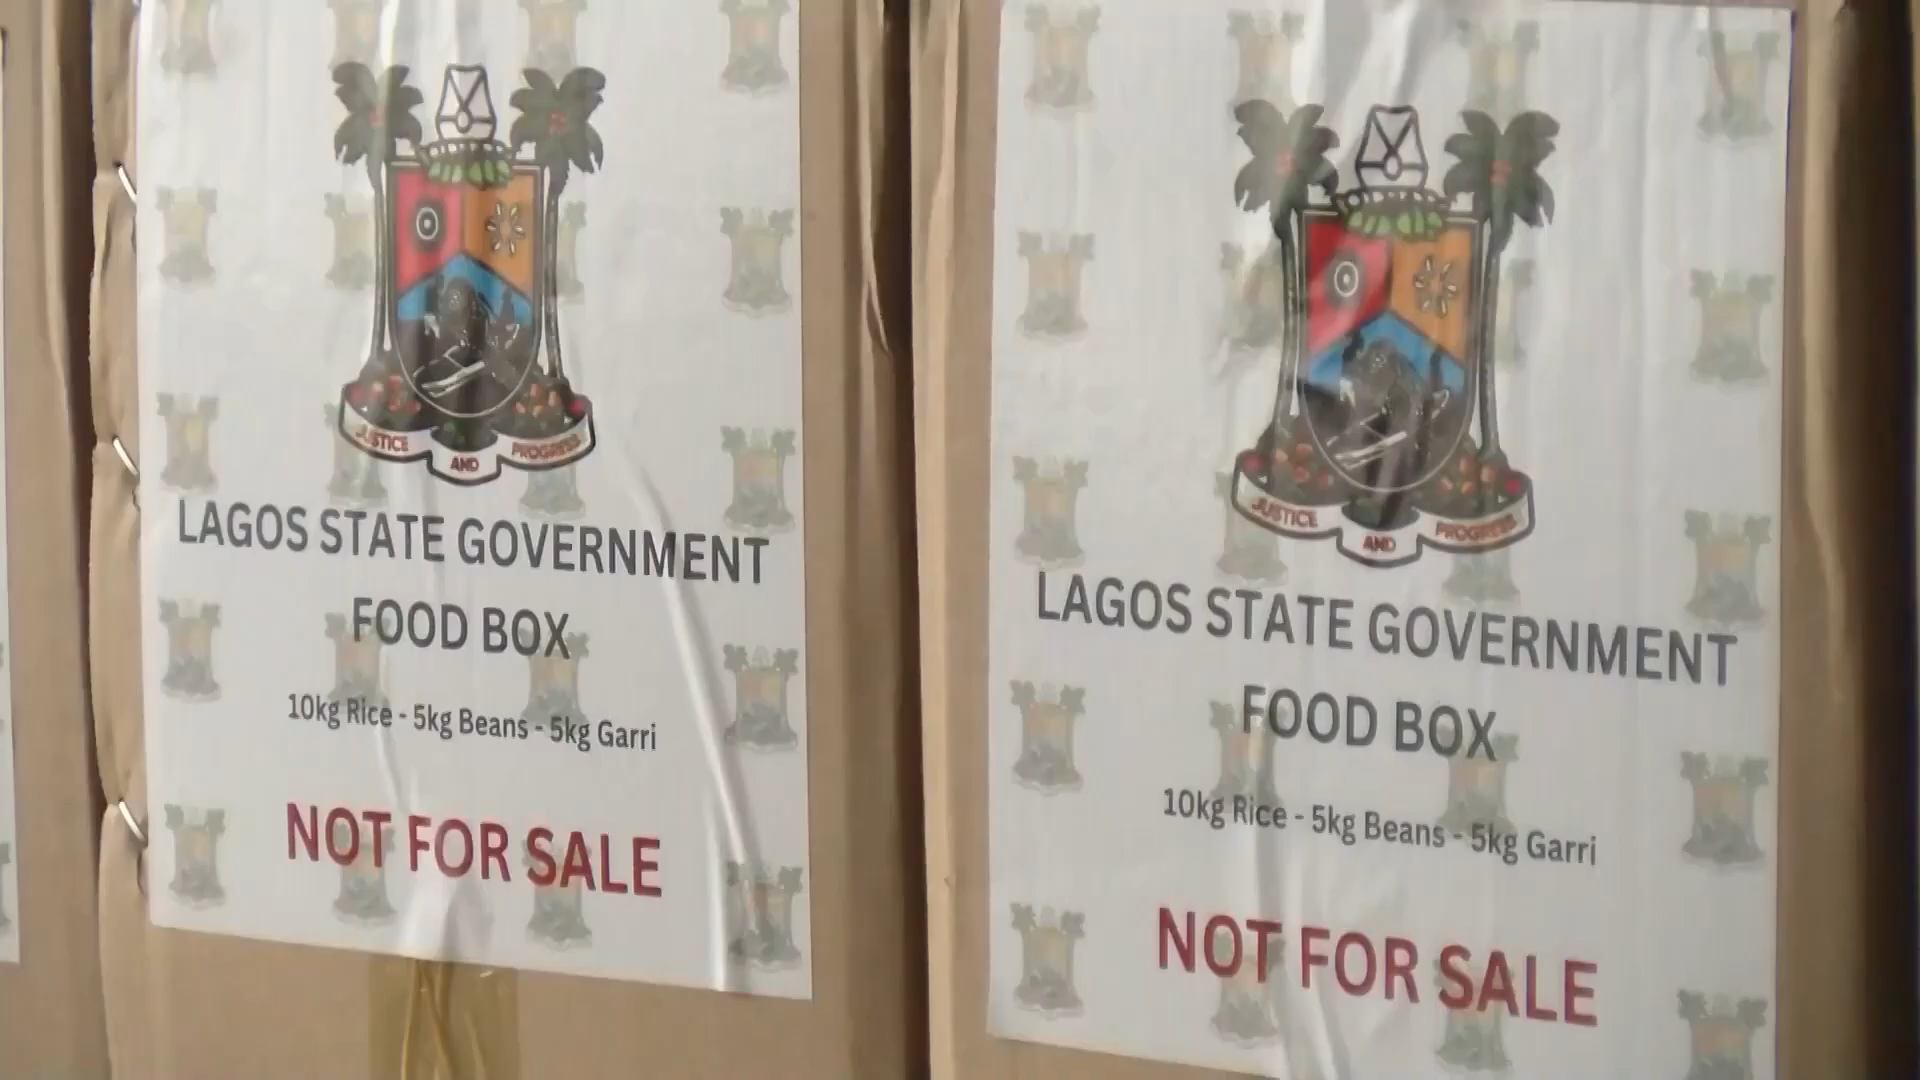 JUSTICE
AND
PROGRESS
LAGOS STATE GOVERNMENT
FOOD BOX
10kg Rice - 5kg Beans - 5kg Garri
NOT FOR SALE
JUSTICE
AND
PROGRESS
LAGOS STATE GOVERNMENT
FOOD BOX
10kg Rice - 5kg Beans - 5kg Garri
NOT FOR SALE